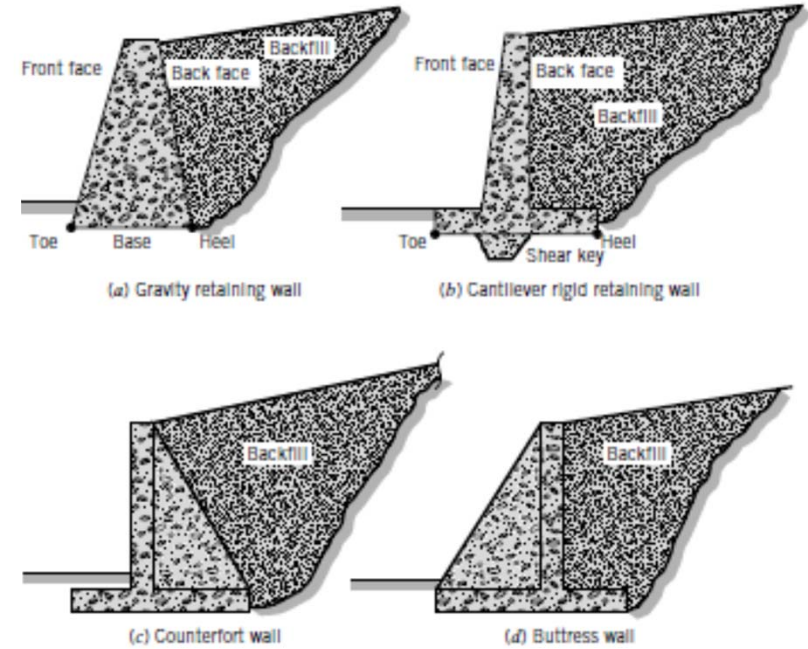 Backfill
Front face
Back face
Toe
Base
Heel
(a) Gravity retaining wall
Front face
Back face
Backfill
Toe
Heel
Shear key
(b) Cantilever rigid retaining wall
Backfill
(c) Counterfort wall
Backfill
(d) Buttress wall